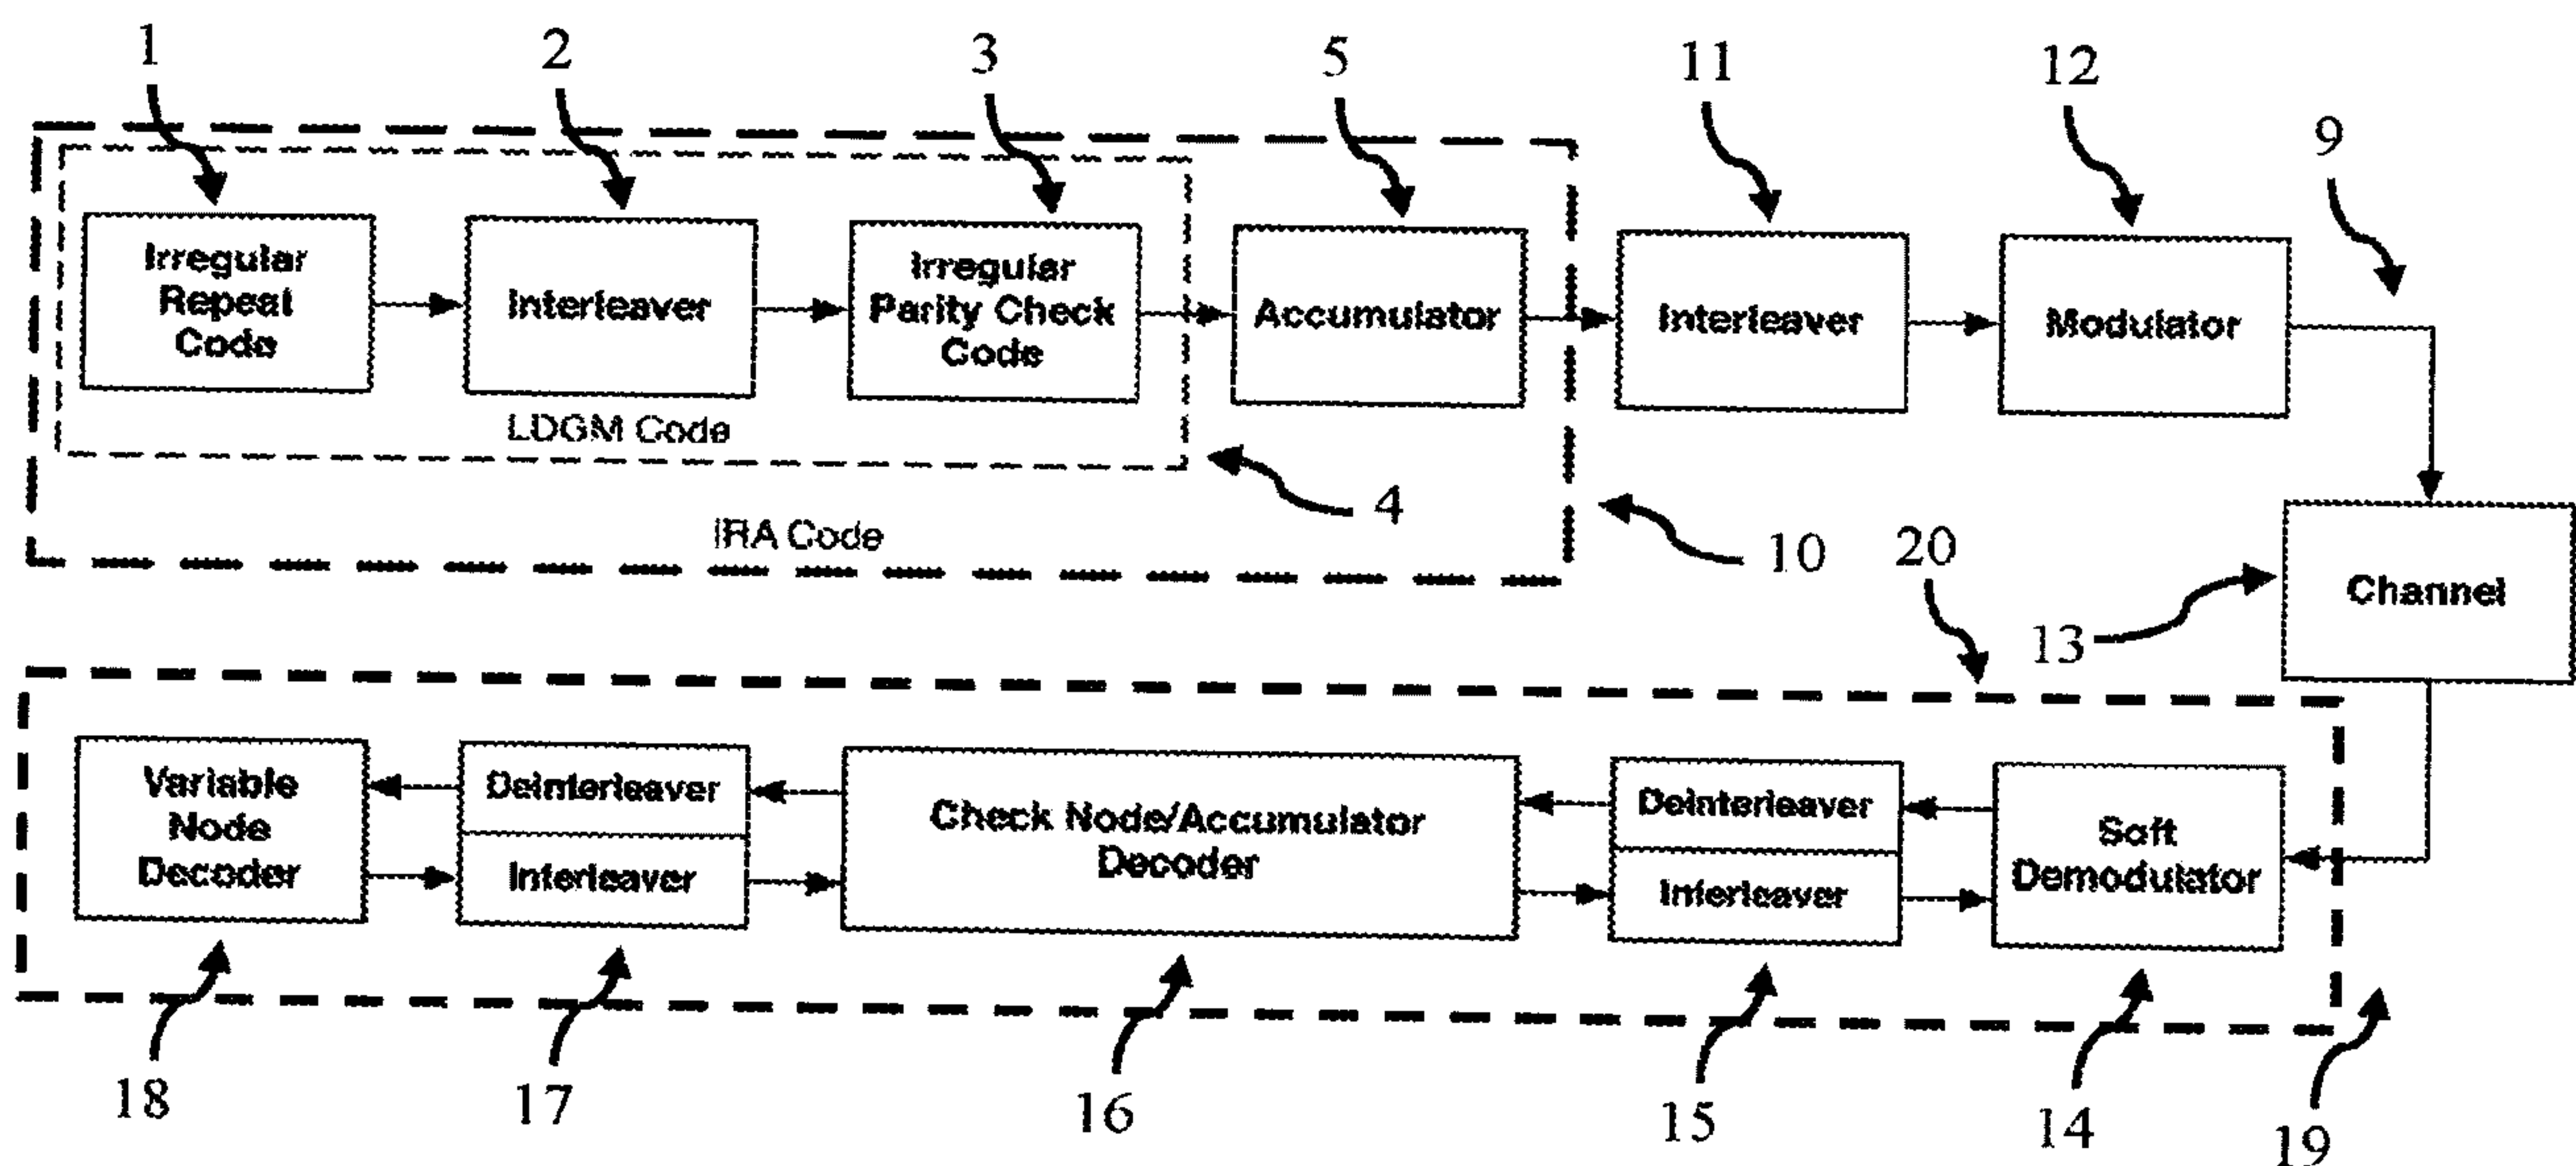 1
2
3
5
11
12
9
Irregular
Repeat
Code
Interleaver
Irregular
Parity Check
Code
Accumulator
Interleaver
Modulator
LDGM Code
4
IRA Code
10
20
13
Channel
Variable
Node
Decoder
Deinterleaver
Interleaver
Check Node/Accumulator
Decoder
Deinterleaver
Interleaver
Soft
Demodulator
18
17
16
15
14
19